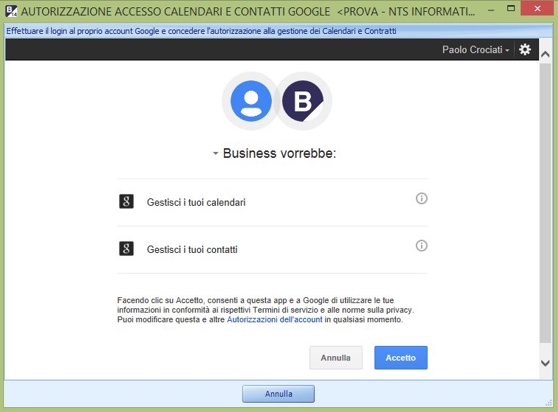 AUTORIZZAZIONE ACCESSO CALENDARI E CONTATTI GOOGLE <PROVA - NTS INFORMATI...
Effettuare il login al proprio account Google e concedere l'autorizzazione alla gestione dei Calendari e Contratti
Paolo Crociati
B
Business vorrebbe:
g Gestisci i tuoi calendari i
g Gestisci i tuoi contatti i
Facendo clic su Accetto, consenti a questa app e a Google di utilizzare le tue
informazioni in conformità ai rispettivi Termini di servizio e alle norme sulla privacy.
Puoi modificare questa e altre Autorizzazioni dell'account in qualsiasi momento.
Annulla Accetto
Annulla